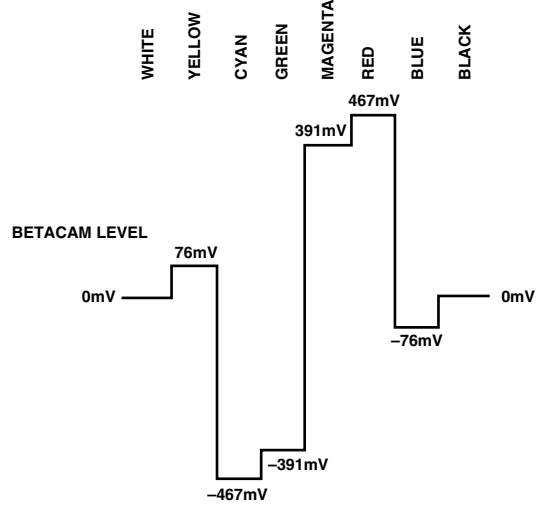 WHITE
YELLOW
CYAN
GREEN
MAGENTA
RED
BLUE
BLACK
467mV
391mV
BETACAM LEVEL
76mV
0mV
0mV
–76mV
–391mV
–467mV